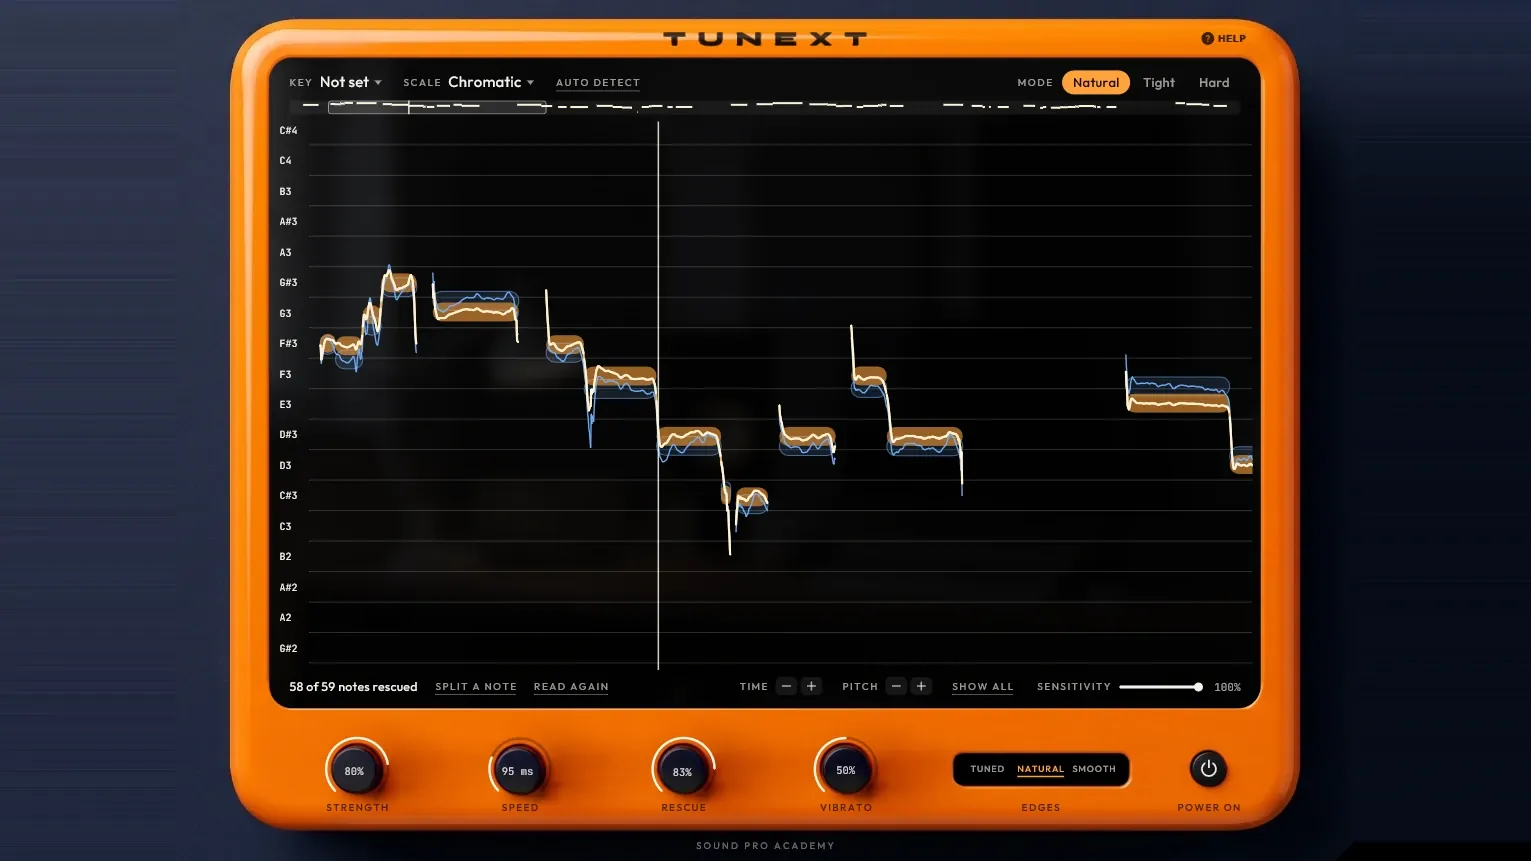 TUNEXT
? HELP
KEY Not set SCALE Chromatic AUTO DETECT MODE Natural Tight Hard
C#4
C4
B3
A#3
A3
G#3
G3
F#3
F3
E3
D#3
D3
C#3
C3
B2
A#2
A2
G#2
58 of 59 notes rescued SPLIT A NOTE READ AGAIN TIME − + PITCH − + SHOW ALL SENSITIVITY 100%
80% 95 ms 83% 50% TUNED NATURAL SMOOTH
STRENGTH SPEED RESCUE VIBRATO EDGES POWER ON
SOUND PRO ACADEMY